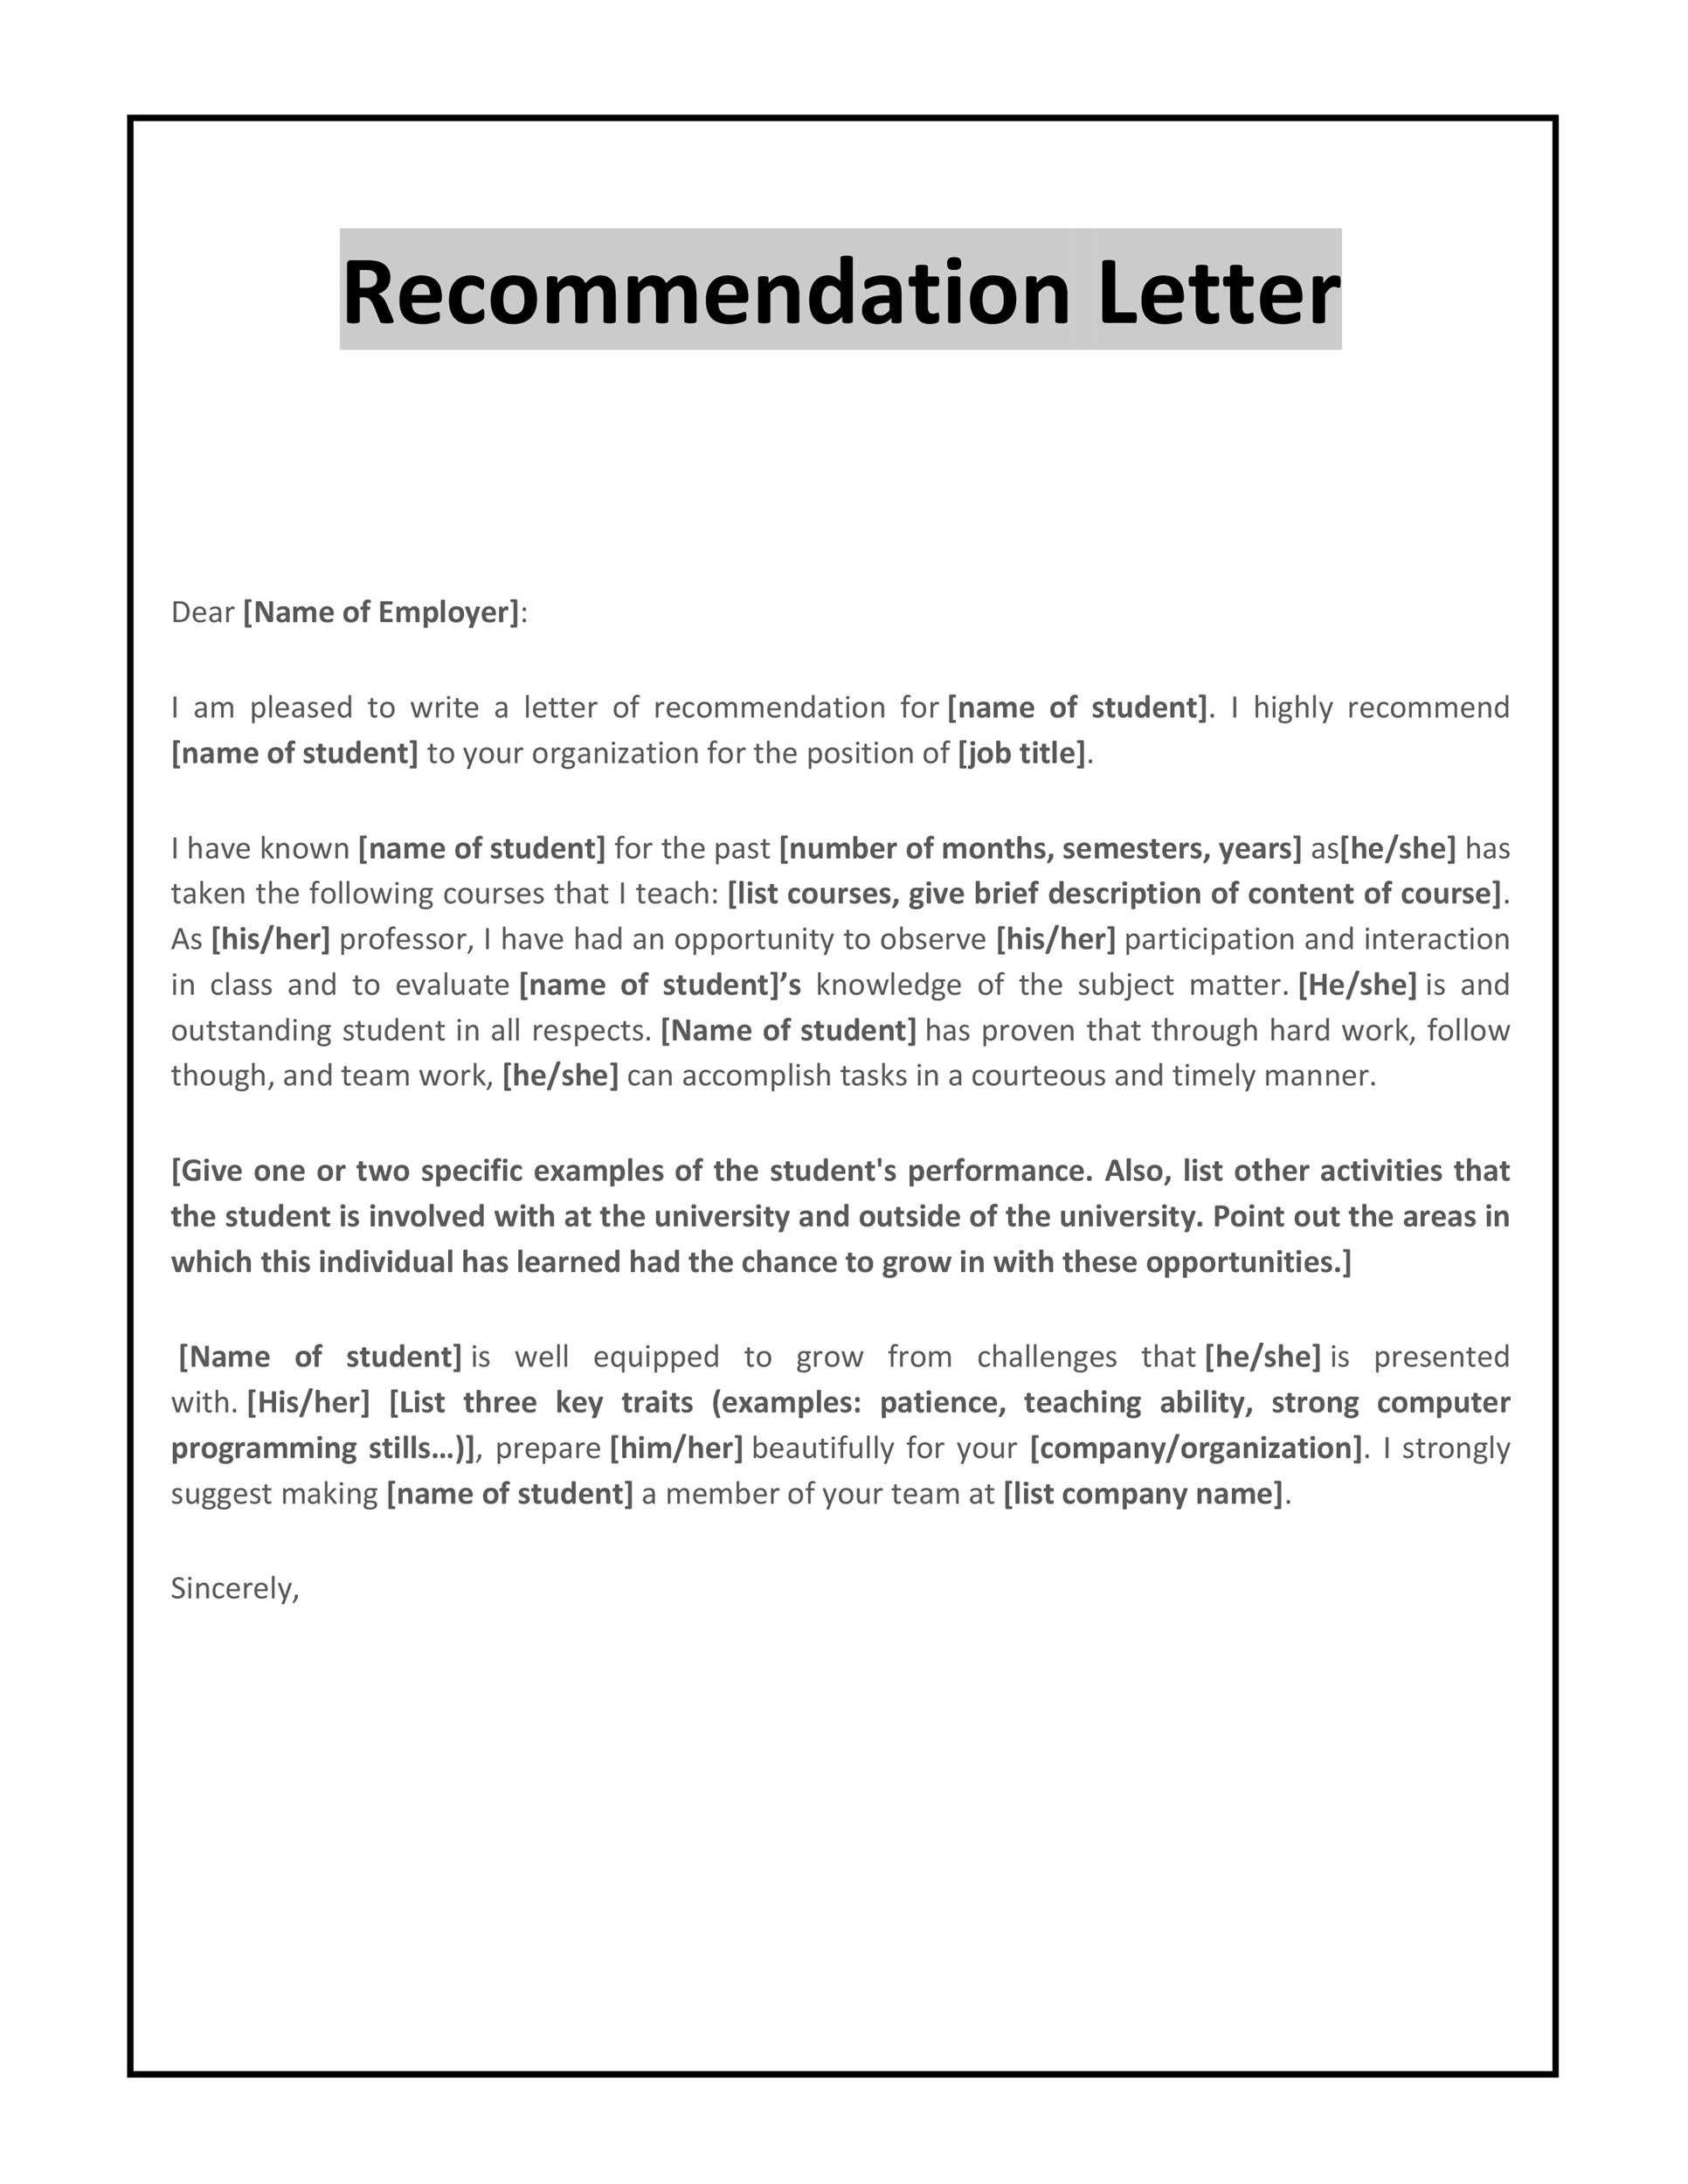 Recommendation Letter
Dear [Name of Employer]:
I am pleased to write a letter of recommendation for [name of student]. I highly recommend
[name of student] to your organization for the position of [job title].
I have known [name of student] for the past [number of months, semesters, years] as[he/she] has
taken the following courses that I teach: [list courses, give brief description of content of course].
As [his/her] professor, I have had an opportunity to observe [his/her] participation and interaction
in class and to evaluate [name of student]’s knowledge of the subject matter. [He/she] is and
outstanding student in all respects. [Name of student] has proven that through hard work, follow
though, and team work, [he/she] can accomplish tasks in a courteous and timely manner.
[Give one or two specific examples of the student's performance. Also, list other activities that
the student is involved with at the university and outside of the university. Point out the areas in
which this individual has learned had the chance to grow in with these opportunities.]
[Name of student] is well equipped to grow from challenges that [he/she] is presented
with. [His/her] [List three key traits (examples: patience, teaching ability, strong computer
programming stills…)], prepare [him/her] beautifully for your [company/organization]. I strongly
suggest making [name of student] a member of your team at [list company name].
Sincerely,